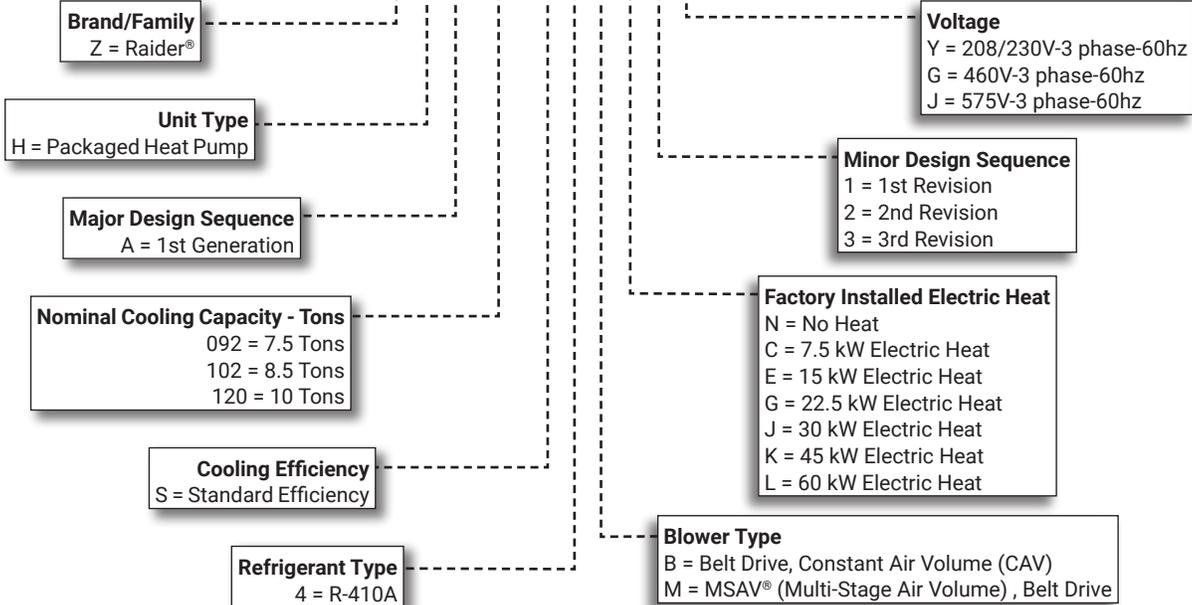 Brand/Family
Z = Raider®
Unit Type
H = Packaged Heat Pump
Major Design Sequence
A = 1st Generation
Nominal Cooling Capacity - Tons
092 = 7.5 Tons
102 = 8.5 Tons
120 = 10 Tons
Cooling Efficiency
S = Standard Efficiency
Refrigerant Type
4 = R-410A
Voltage
Y = 208/230V-3 phase-60hz
G = 460V-3 phase-60hz
J = 575V-3 phase-60hz
Minor Design Sequence
1 = 1st Revision
2 = 2nd Revision
3 = 3rd Revision
Factory Installed Electric Heat
N = No Heat
C = 7.5 kW Electric Heat
E = 15 kW Electric Heat
G = 22.5 kW Electric Heat
J = 30 kW Electric Heat
K = 45 kW Electric Heat
L = 60 kW Electric Heat
Blower Type
B = Belt Drive, Constant Air Volume (CAV)
M = MSAV® (Multi-Stage Air Volume) , Belt Drive